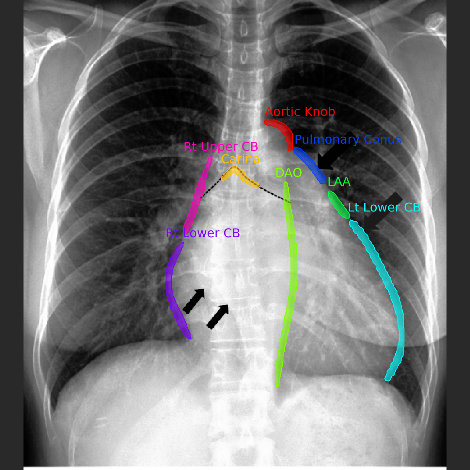 Aortic Knob
Pulmonary Conus
Rt Upper CB
Carina
DAO
LAA
Lt Lower CB
Rt Lower CB